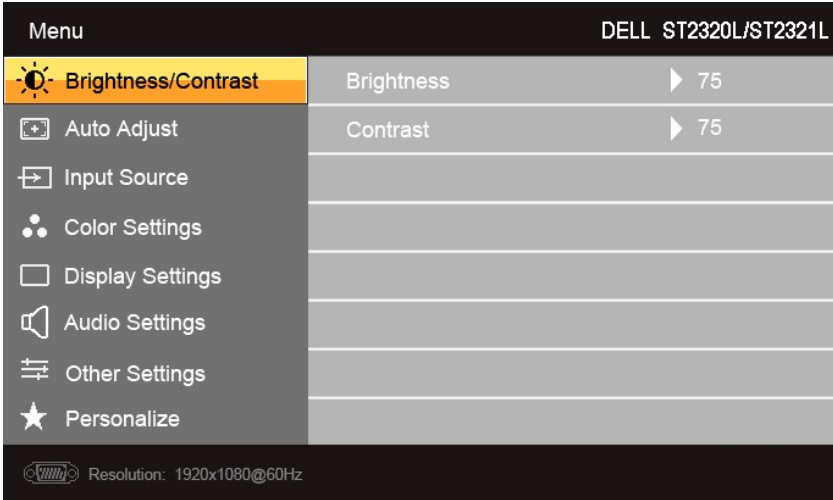 Menu DELL ST2320L/ST2321L
Brightness/Contrast Brightness 75
Auto Adjust Contrast 75
Input Source
Color Settings
Display Settings
Audio Settings
Other Settings
Personalize
Resolution: 1920x1080@60Hz